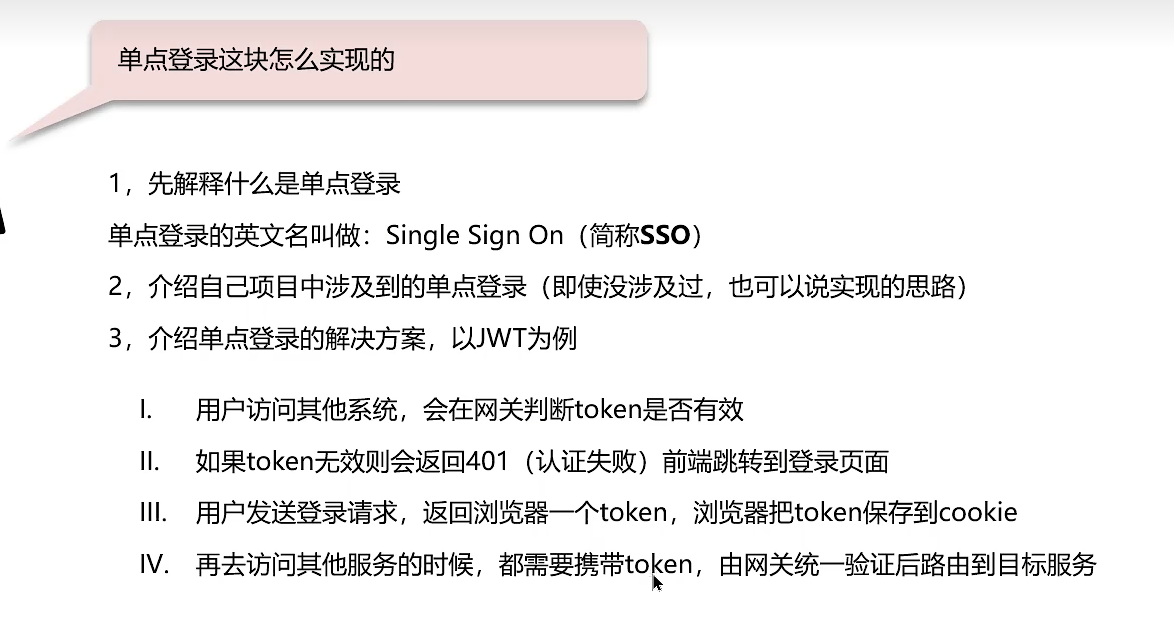 单点登录这块怎么实现的
1，先解释什么是单点登录
单点登录的英文名叫做：Single Sign On（简称SSO）
2，介绍自己项目中涉及到的单点登录（即使没涉及过，也可以说实现的思路）
3，介绍单点登录的解决方案，以JWT为例
I. 用户访问其他系统，会在网关判断token是否有效
II. 如果token无效则会返回401（认证失败）前端跳转到登录页面
III. 用户发送登录请求，返回浏览器一个token，浏览器把token保存到cookie
IV. 再去访问其他服务的时候，都需要携带token，由网关统一验证后路由到目标服务